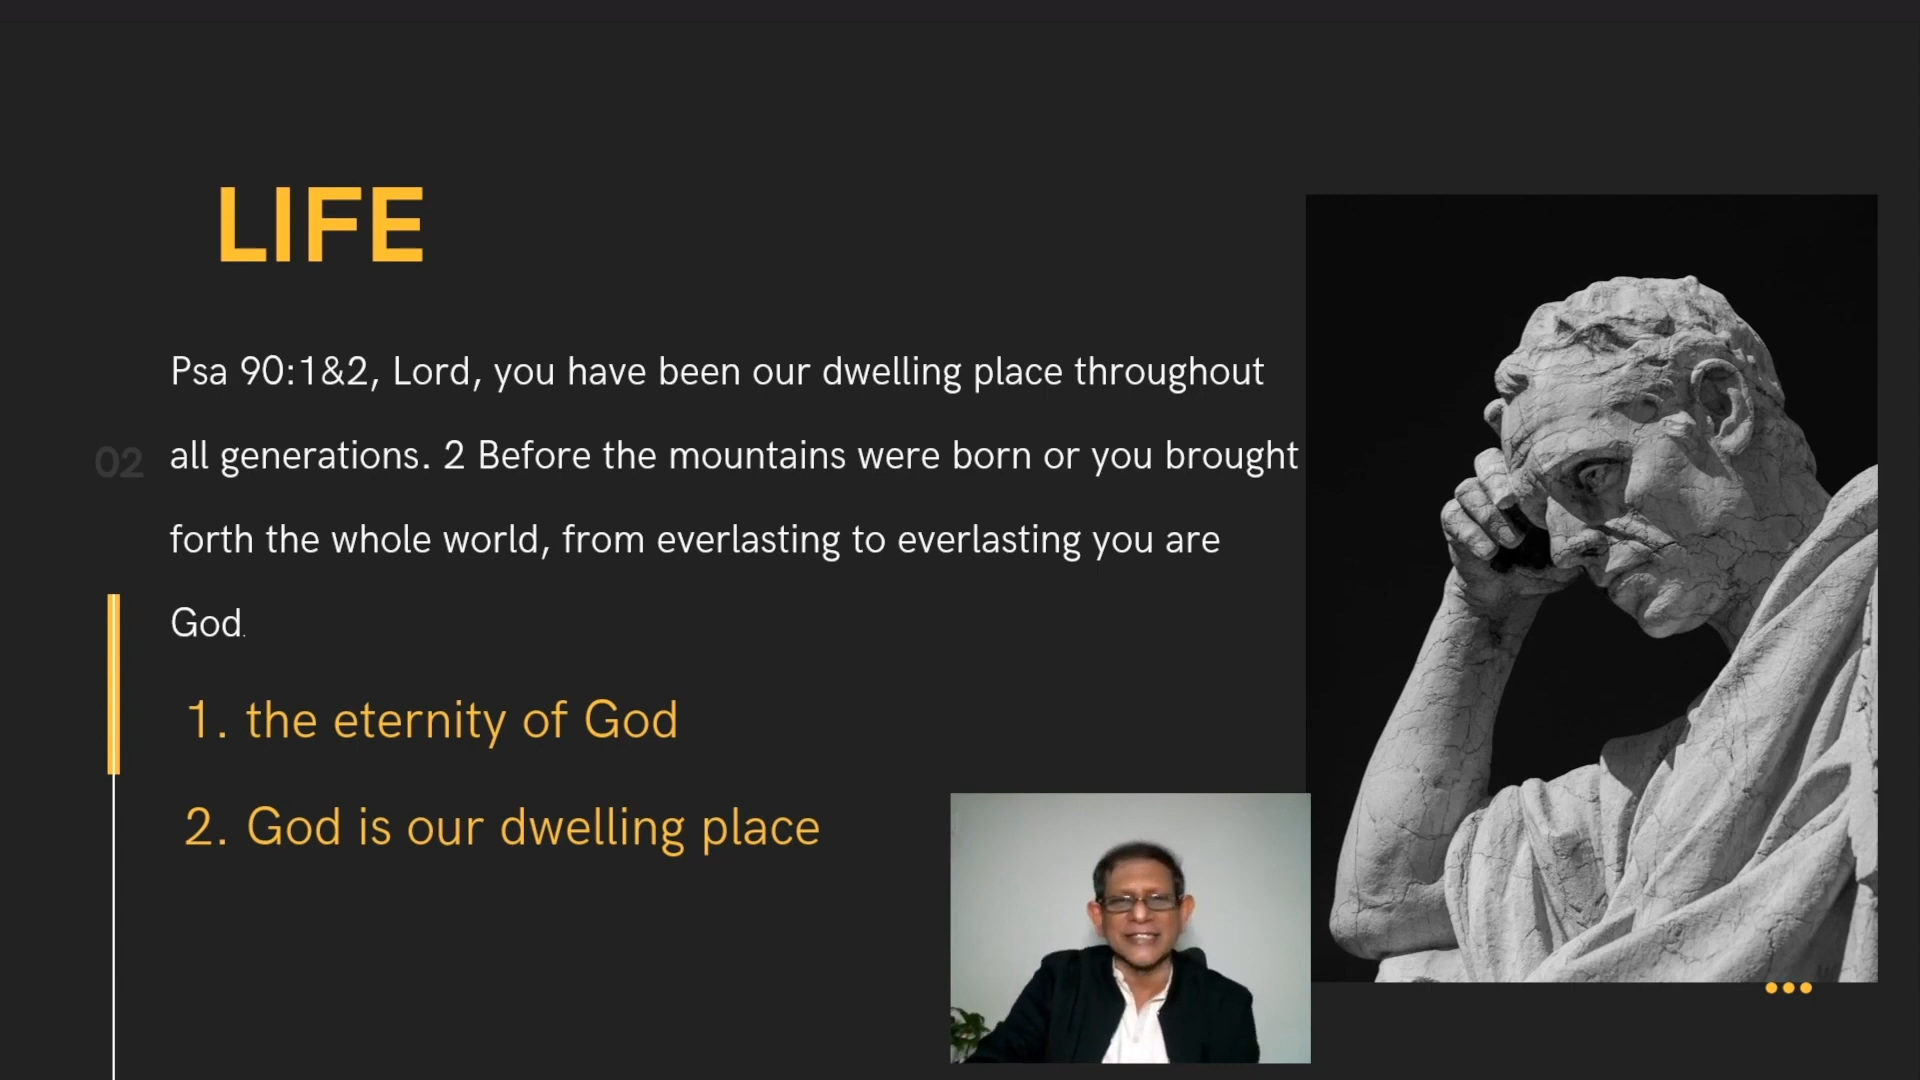 LIFE
Psa 90:1&2, Lord, you have been our dwelling place throughout
all generations. 2 Before the mountains were born or you brought
02
forth the whole world, from everlasting to everlasting you are
God.
1. the eternity of God
2. God is our dwelling place